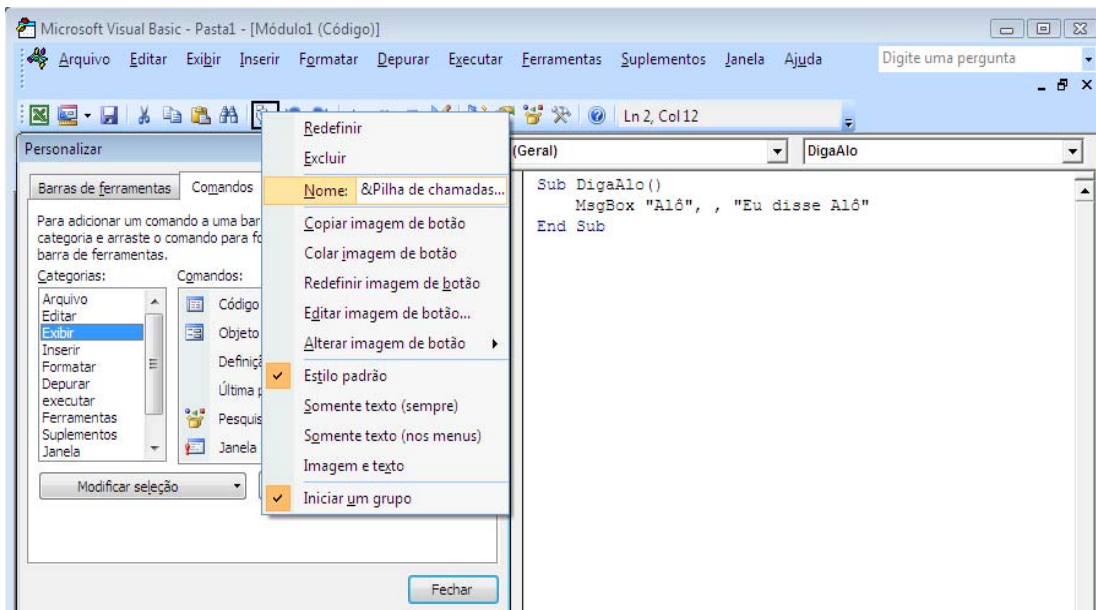 Microsoft Visual Basic - Pasta1 - [Módulo1 (Código)]
Arquivo Editar Exibir Inserir Formatar Depurar Executar Ferramentas Suplementos Janela Ajuda Digite uma pergunta
Ln 2, Col 12
Personalizar
Barras de ferramentas Comandos
Para adicionar um comando a uma bar
categoria e arraste o comando para fo
barra de ferramentas.
Categorias: Comandos:
Arquivo
Editar
Exibir
Inserir
Formatar
Depurar
executar
Ferramentas
Suplementos
Janela
Código
Objeto
Definiçã
Última p
Pesquis
Janela
Modificar seleção
Fechar
Redefinir
Excluir
Nome: &Pilha de chamadas...
Copiar imagem de botão
Colar imagem de botão
Redefinir imagem de botão
Editar imagem de botão...
Alterar imagem de botão
Estilo padrão
Somente texto (sempre)
Somente texto (nos menus)
Imagem e texto
Iniciar um grupo
(Geral) DigaAlo
Sub DigaAlo()
MsgBox "Alô", , "Eu disse Alô"
End Sub